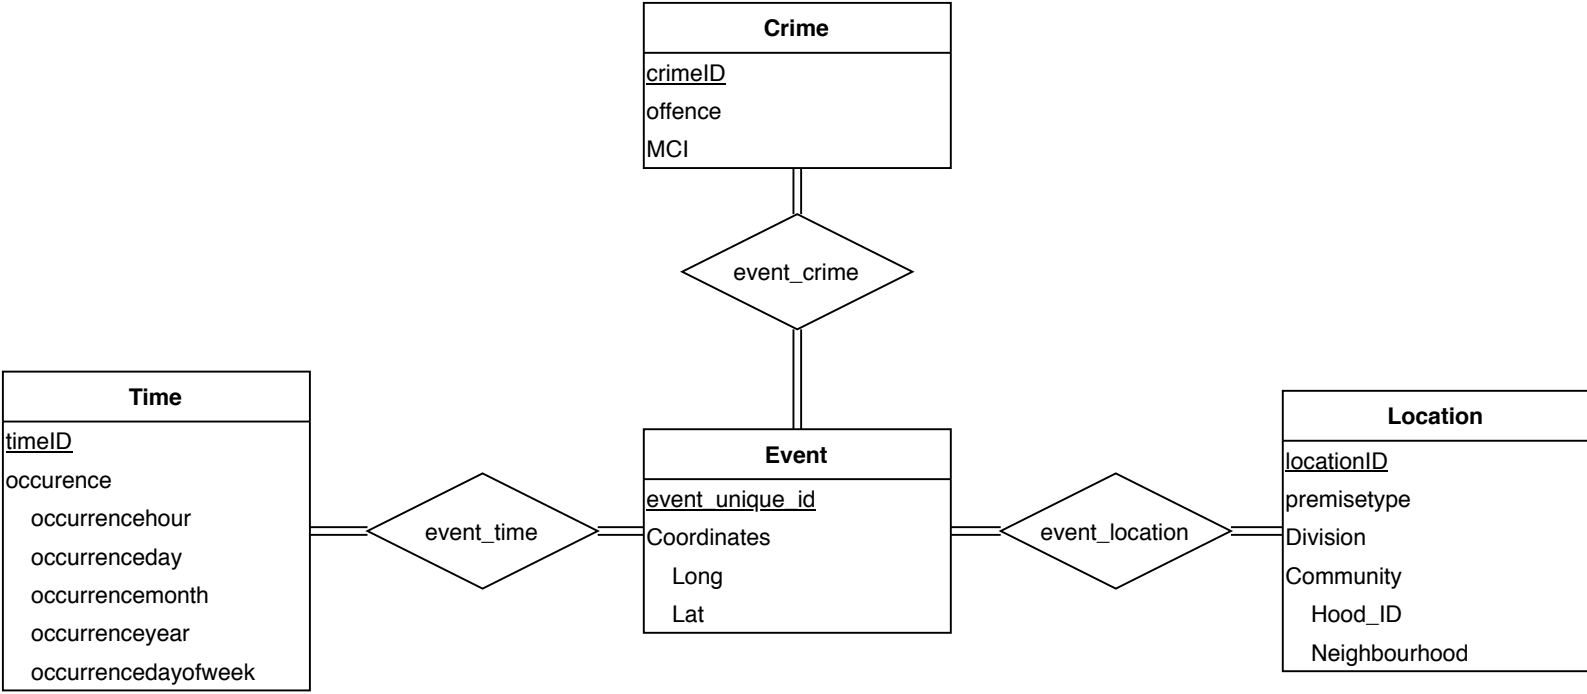 Crime
crimeID
offence
MCI
event_crime
Time
timeID
occurence
occurrencehour
occurrenceday
occurrencemonth
occurrenceyear
occurrencedayofweek
event_time
Event
event_unique_id
Coordinates
Long
Lat
event_location
Location
locationID
premisetype
Division
Community
Hood_ID
Neighbourhood